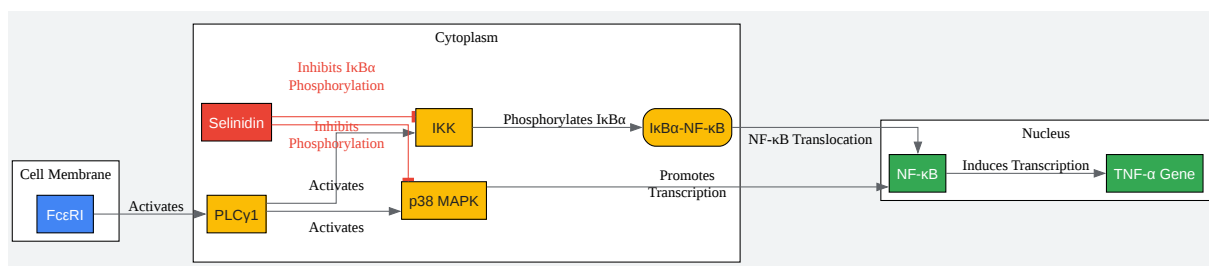 Cytoplasm
Inhibits IκBα
Phosphorylation
Selinidin
Inhibits
Phosphorylation
IKK
Phosphorylates IκBα
IκBα-NF-κB
NF-κB Translocation
Nucleus
Cell Membrane
FcεRI
Activates
PLCγ1
Activates
Activates
p38 MAPK
Promotes
Transcription
NF-κB
Induces Transcription
TNF-α Gene